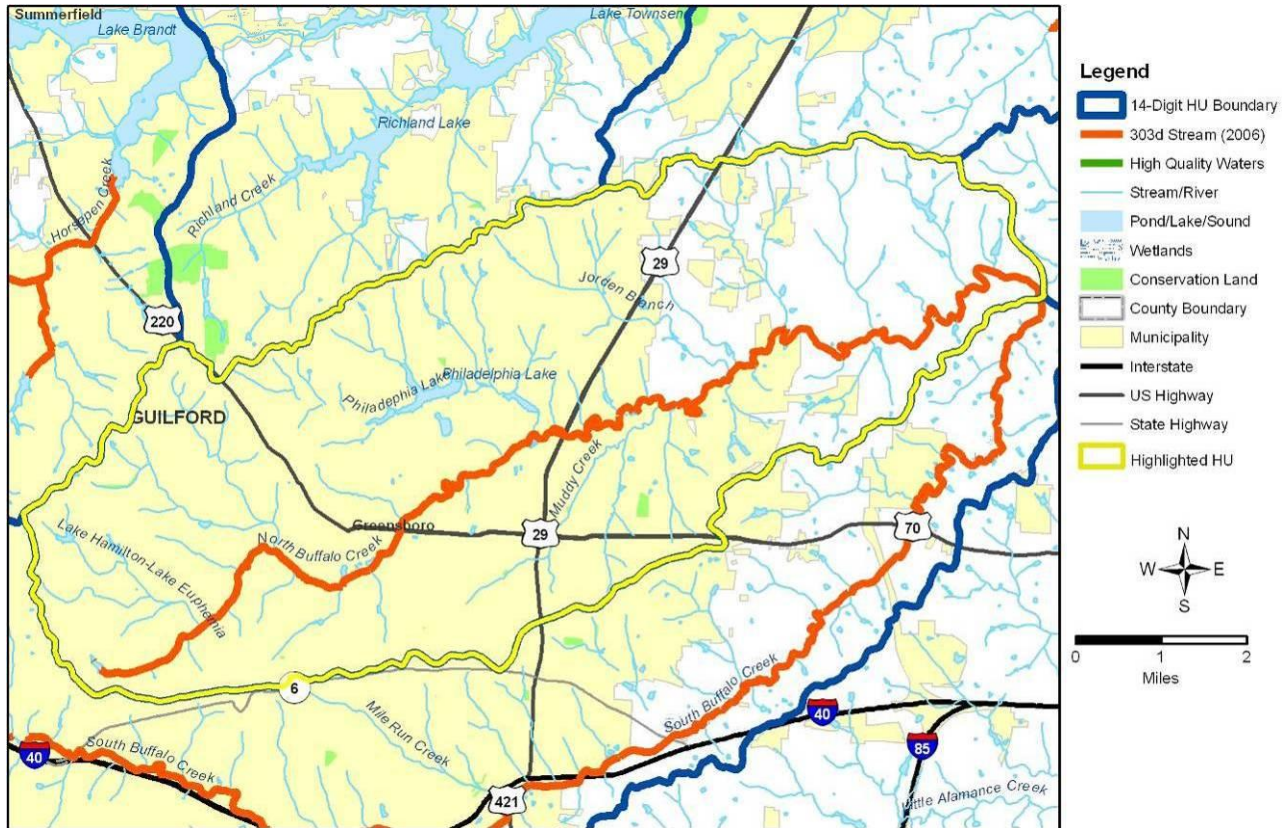 Summerfield
Lake Brandt
Lake Townsen
Richland Lake
Horsepen Creek
Richland Creek
220
29
Jorden Branch
Philadephia Lake
Philadelphia Lake
GUILFORD
Muddy Creek
Greensboro
29
70
North Buffalo Creek
Lake Hamilton-Lake Euphemia
6
Mile Run Creek
South Buffalo Creek
40
South Buffalo Creek
40
85
421
Little Alamance Creek
Legend
14-Digit HU Boundary
303d Stream (2006)
High Quality Waters
Stream/River
Pond/Lake/Sound
Wetlands
Conservation Land
County Boundary
Municipality
Interstate
US Highway
State Highway
Highlighted HU
N
W E
S
0 1 2
Miles